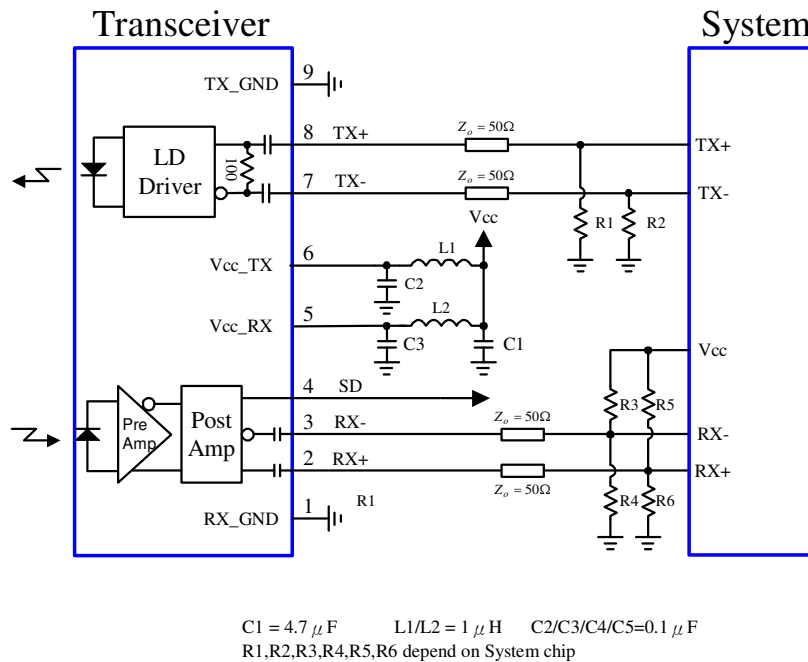 Transceiver
System
TX_GND
9
LD
Driver
100
8
TX+
Zo = 50Ω
TX+
7
TX-
Zo = 50Ω
TX-
R1
R2
Vcc
Vcc_TX
6
L1
C2
Vcc_RX
5
L2
C3
C1
Vcc
4
SD
R3
R5
Pre
Amp
Post
Amp
3
RX-
Zo = 50Ω
RX-
2
RX+
Zo = 50Ω
RX+
R4
R6
RX_GND
1
R1
C1 = 4.7 μF L1/L2 = 1 μH C2/C3/C4/C5=0.1 μF
R1,R2,R3,R4,R5,R6 depend on System chip